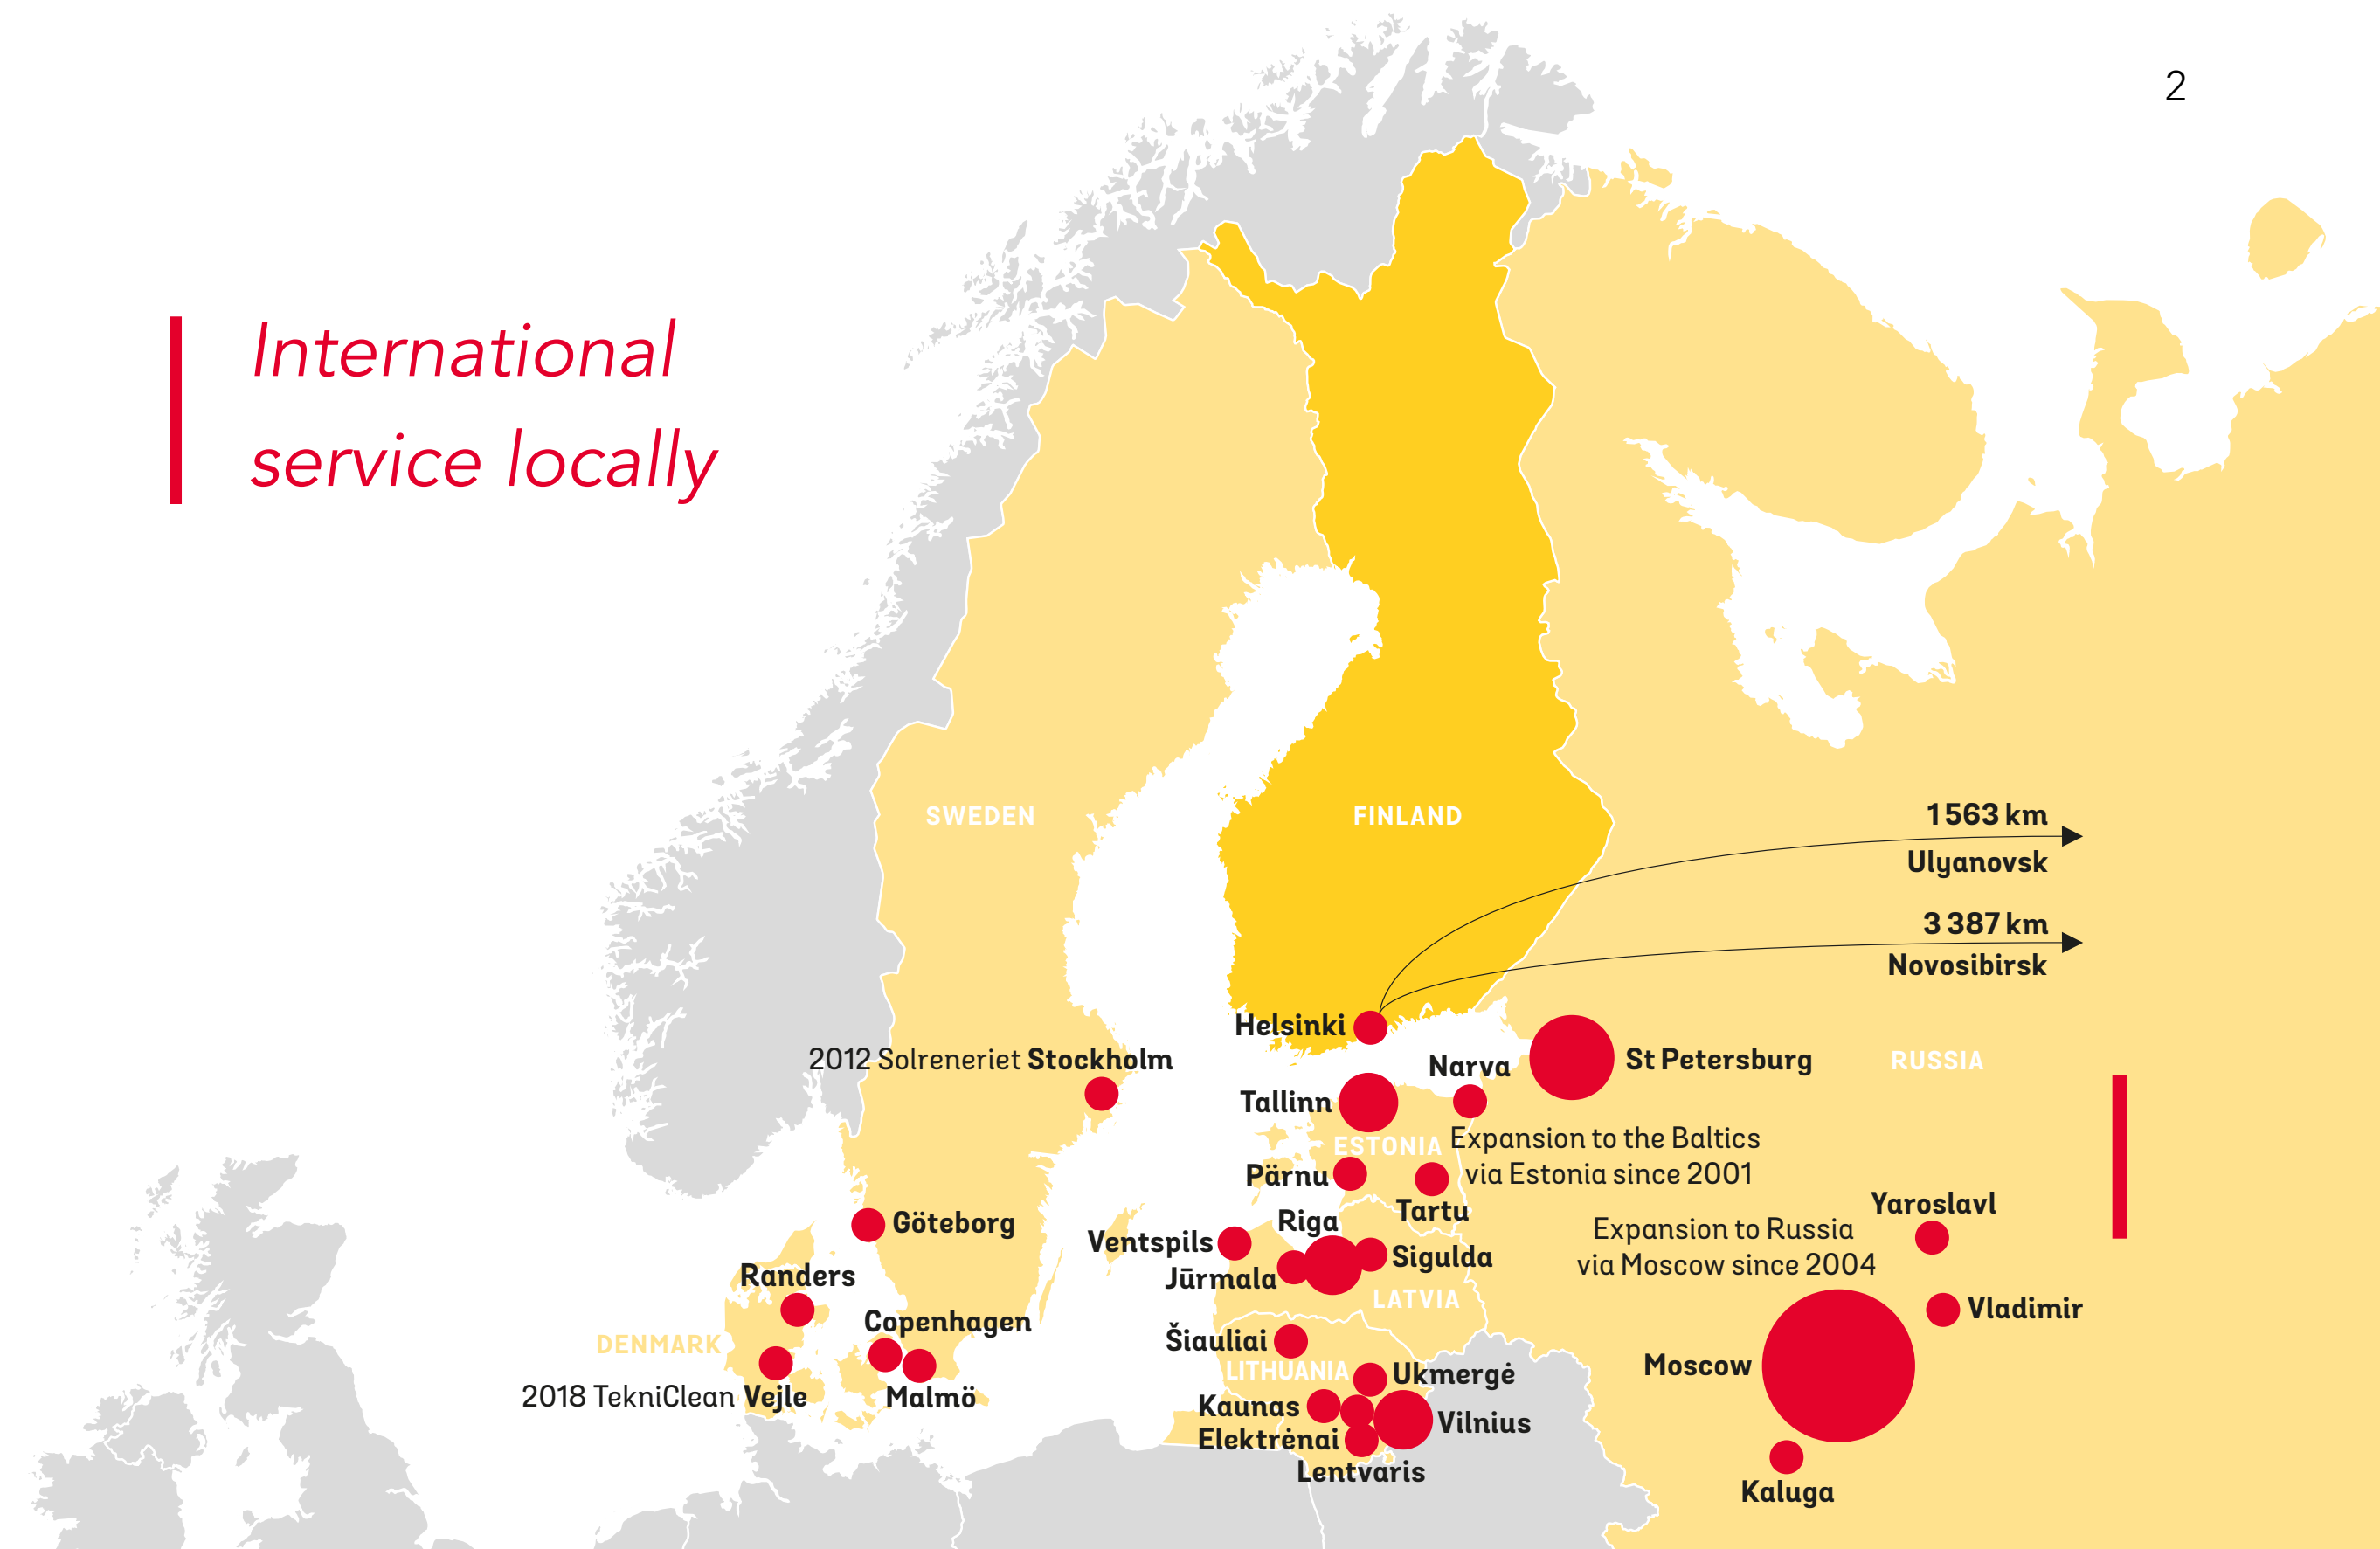 2
International
service locally
SWEDEN
FINLAND
1 563 km
Ulyanovsk
3 387 km
Novosibirsk
Helsinki
2012 Solreneriet Stockholm
Narva
St Petersburg
RUSSIA
Tallinn
ESTONIA
Expansion to the Baltics
via Estonia since 2001
Pärnu
Tartu
Yaroslavl
Göteborg
Riga
Expansion to Russia
via Moscow since 2004
Ventspils
Sigulda
Jūrmala
Randers
LATVIA
Vladimir
Copenhagen
DENMARK
Šiauliai
LITHUANIA
Ukmergė
Moscow
2018 TekniClean Vejle
Malmö
Kaunas
Vilnius
Elektrėnai
Lentvaris
Kaluga